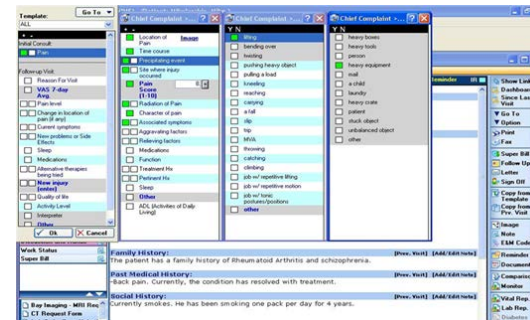 Template:
Go To
ALL
Initial Consult
Pain
Follow-up Visit
Reason For Visit
VAS 7-day
Avg.
Pain level
Change in location of
pain (if any)
Current symptoms
New problems or Side
Effects
Sleep
Medications
Alternative therapies
being tried
New injury
(enter)
Quality of life
Activity Level
Interpreter
Other
Ok
Cancel
Work Status
Super Bill
Bay Imaging - MRI Req
CT Request Form
Chief Complaint >...
+ -
Location of
Pain
Image
Time course
Precipitating event
Site where injury
occurred
Pain
Score
(1-10)
8
Radiation of Pain
Character of pain
Associated symptoms
Aggravating factors
Relieving factors
Medications
Function
Treatment Hx
Pertinent Hx
Sleep
Other
ADL (Activities of Daily
Living)
Chief Complaint >...
Y N
lifting
bending over
twisting
pushing heavy object
pulling a load
kneeling
reaching
carrying
a fall
slip
trip
MVA
throwing
catching
climbing
job w/ repetitive lifting
job w/ repetitive motion
job w/ tonic
postures/positions
other
Chief Complaint >...
Y N
heavy boxes
heavy tools
person
heavy equipment
mail
a child
laundry
heavy crate
patient
stuck object
unbalanced object
other
Family History:
[Prev. Visit] [Add/Edit Note]
The patient has a family history of Rheumatoid Arthritis and schizophrenia.
Past Medical History:
[Prev. Visit] [Add/Edit Note]
-Back pain. Currently, the condition has resolved with treatment.
Social History:
[Prev. Visit] [Add/Edit Note]
Currently smokes. He has been smoking one pack per day for 4 years.
Reminder
Show Link
Dashboar
Since Las
Visit
Go To
Option
Print
Fax
Super Bill
Follow Up
Letter
Sign Off
Copy from
Template
Copy from
Pre. Visit
Image
Note
E&M Code
Reminder
Document
Comparis
Monitor
Vital Rep.
Lab Rep.
Diabetes